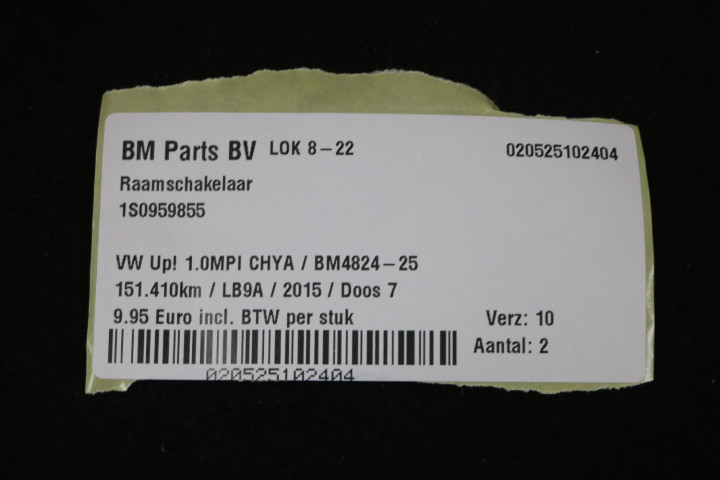 BM Parts BV LOK 8-22 020525102404
Raamschakelaar
1S0959855
VW Up! 1.0MPI CHYA / BM4824-25
151.410km / LB9A / 2015 / Doos 7
9.95 Euro incl. BTW per stuk Verz: 10
Aantal: 2
020525102404